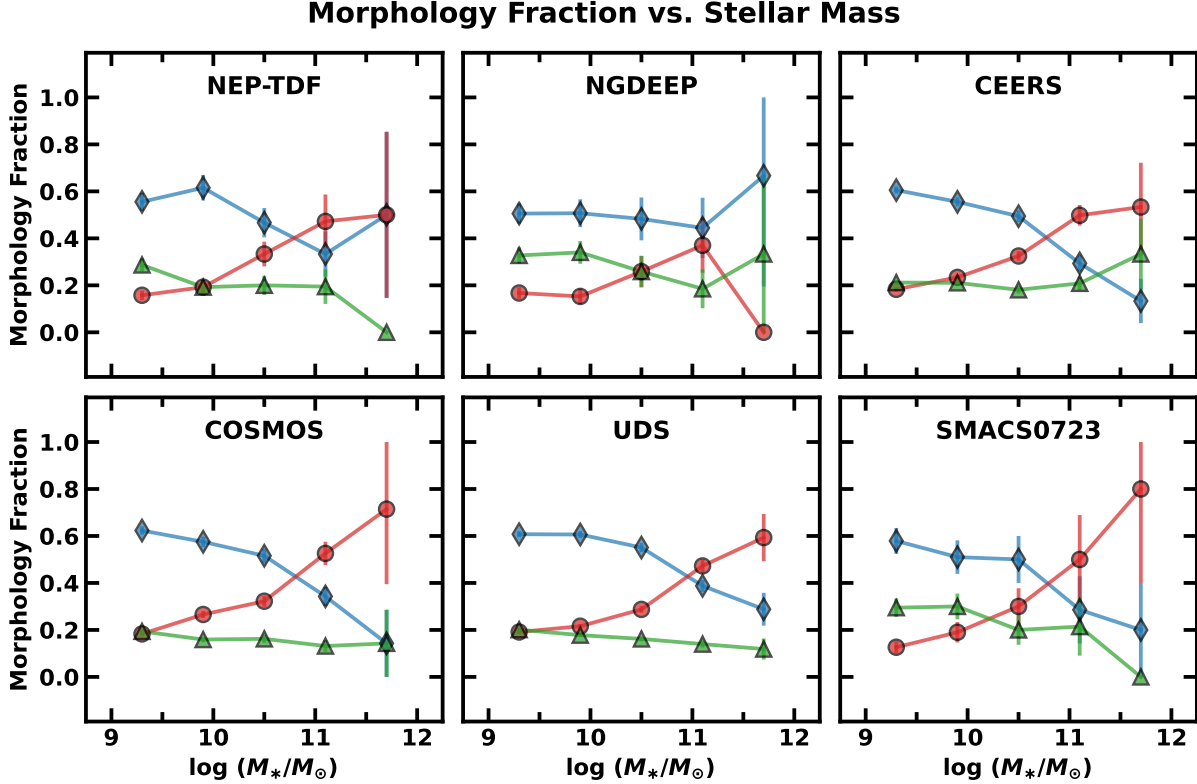 Morphology Fraction vs. Stellar Mass
NEP-TDF
NGDEEP
CEERS
Morphology Fraction
1.0
0.8
0.6
0.4
0.2
0.0
COSMOS
UDS
SMACS0723
Morphology Fraction
1.0
0.8
0.6
0.4
0.2
0.0
9 10 11 12
9 10 11 12
9 10 11 12
log (M∗/M⊙)
log (M∗/M⊙)
log (M∗/M⊙)